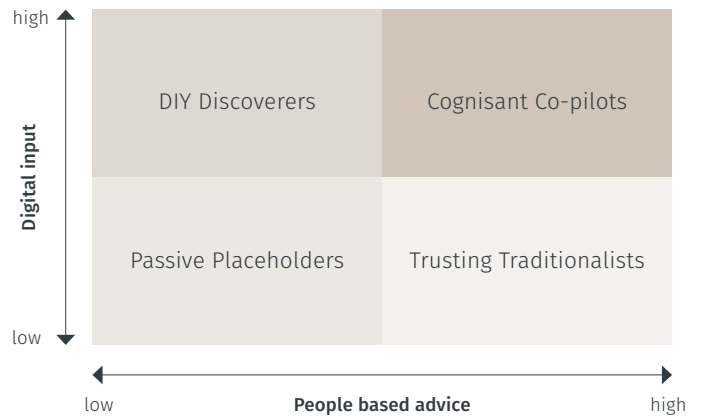 high
DIY Discoverers
Cognisant Co-pilots
Digital input
Passive Placeholders
Trusting Traditionalists
low
low
People based advice
high